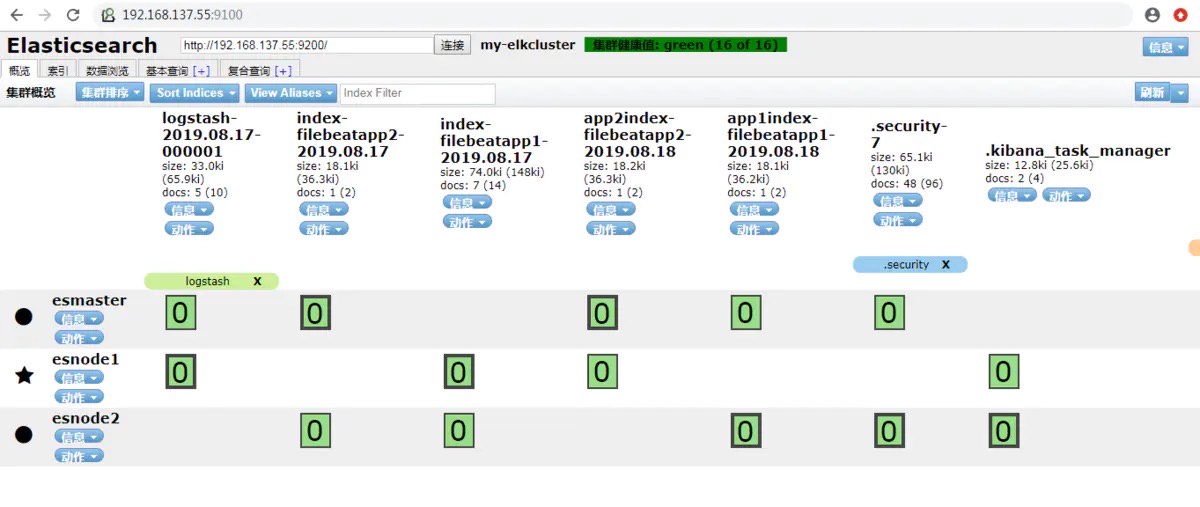 192.168.137.55:9100
Elasticsearch http://192.168.137.55:9200/ 连接 my-elkcluster 集群健康值: green (16 of 16) 信息
概览 索引 数据浏览 基本查询 [+] 复合查询 [+]
集群概览 集群排序 Sort Indices View Aliases Index Filter 刷新
logstash-
2019.08.17-
000001
size: 33.0ki
(65.9ki)
docs: 5 (10)
信息
动作
index-
filebeatapp2-
2019.08.17
size: 18.1ki
(36.3ki)
docs: 1 (2)
信息
动作
index-
filebeatapp1-
2019.08.17
size: 74.0ki (148ki)
docs: 7 (14)
信息
动作
app2index-
filebeatapp2-
2019.08.18
size: 18.2ki
(36.3ki)
docs: 1 (2)
信息
动作
app1index-
filebeatapp1-
2019.08.18
size: 18.1ki
(36.2ki)
docs: 1 (2)
信息
动作
.security-
7
size: 65.1ki
(130ki)
docs: 48 (96)
信息
动作
.kibana_task_manager
size: 12.8ki (25.6ki)
docs: 2 (4)
信息 动作
logstash X
.security X
esmaster
信息
动作
0 0 0 0 0
esnode1
信息
动作
0 0 0 0
esnode2
信息
动作
0 0 0 0 0